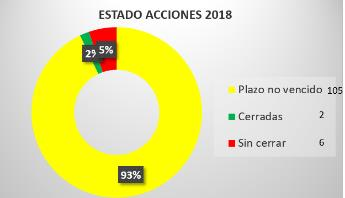 ESTADO ACCIONES 2018
2% 5%
Plazo no vencido 105
Cerradas 2
Sin cerrar 6
93%